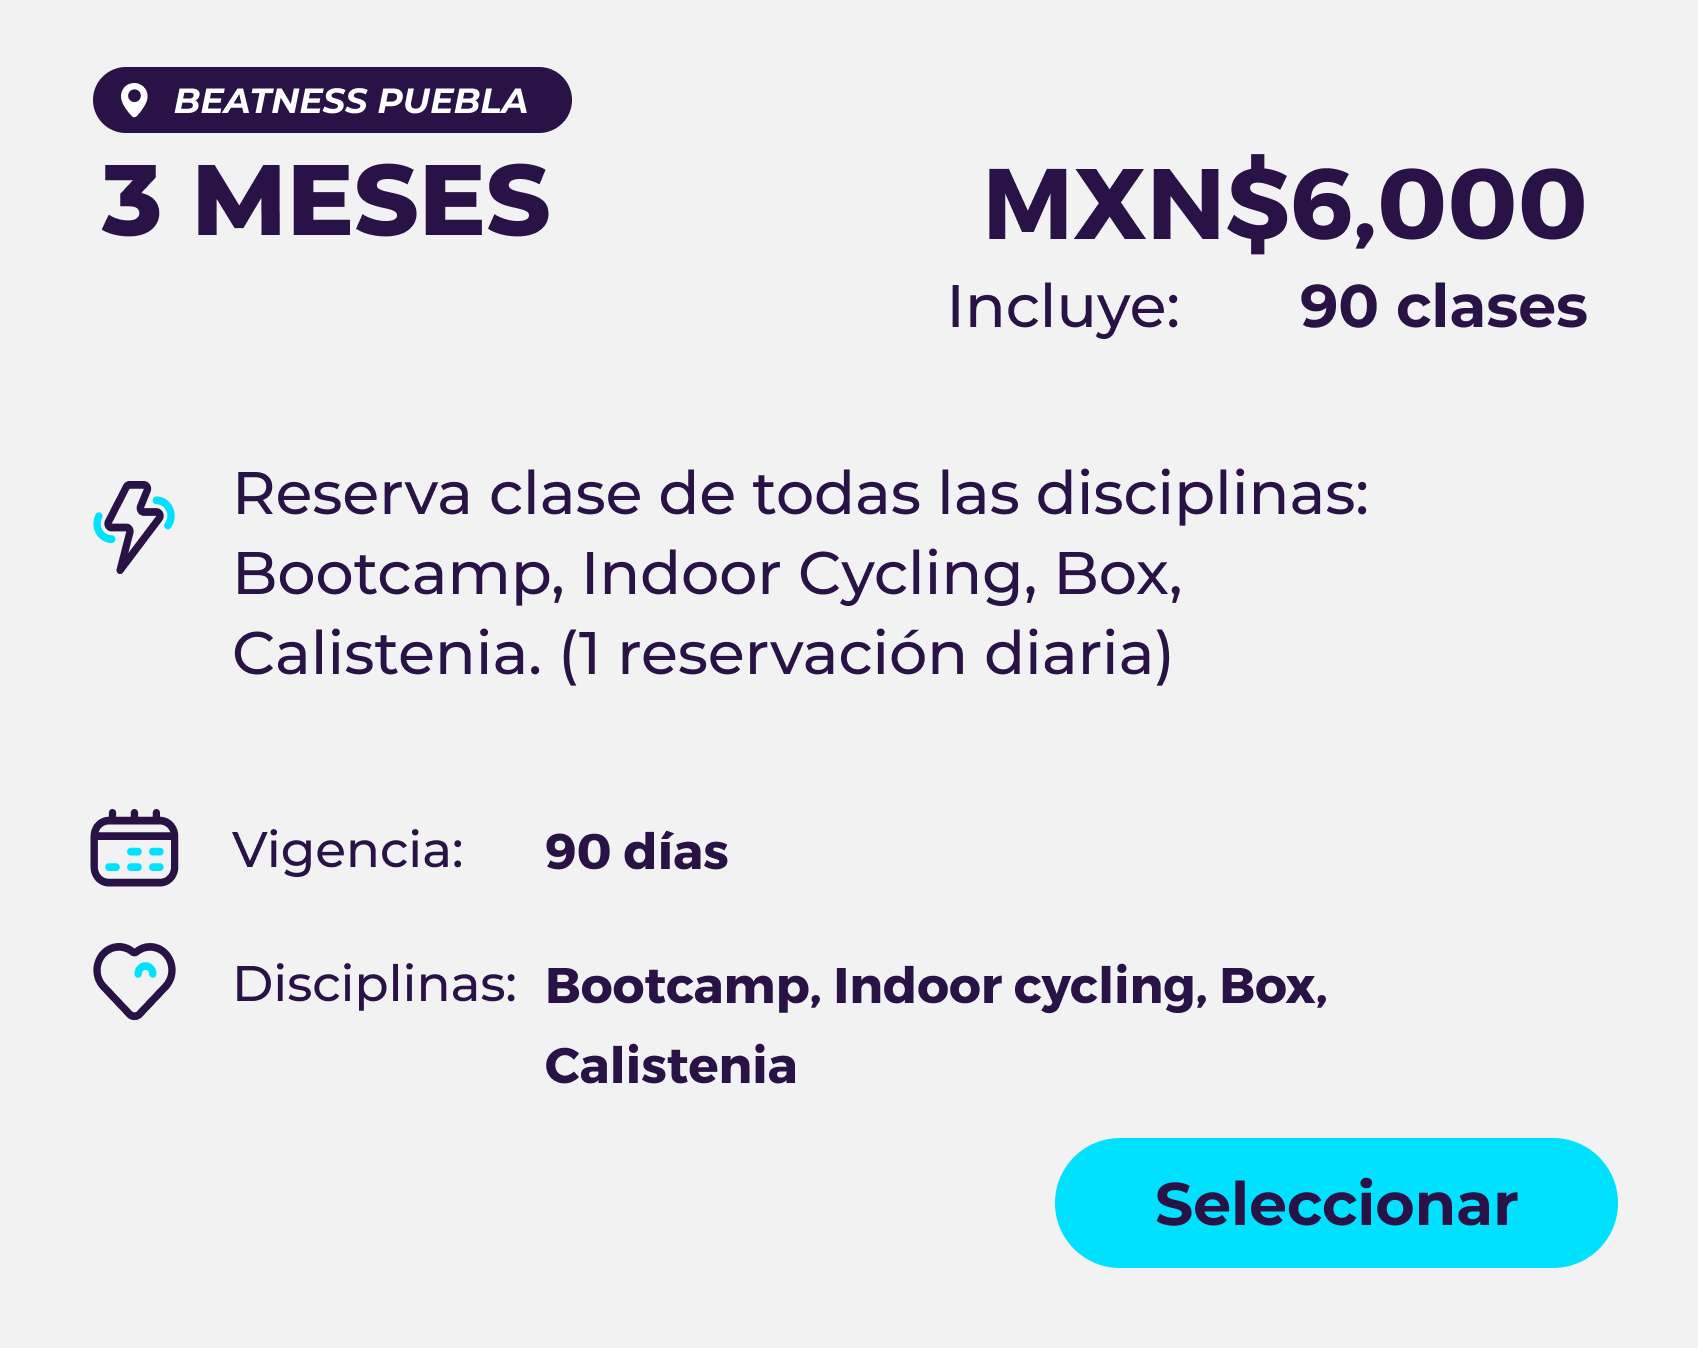 BEATNESS PUEBLA
3 MESES
MXN$6,000
Incluye: 90 clases
Reserva clase de todas las disciplinas:
Bootcamp, Indoor Cycling, Box,
Calistenia. (1 reservación diaria)
Vigencia: 90 días
Disciplinas: Bootcamp, Indoor cycling, Box,
Calistenia
Seleccionar